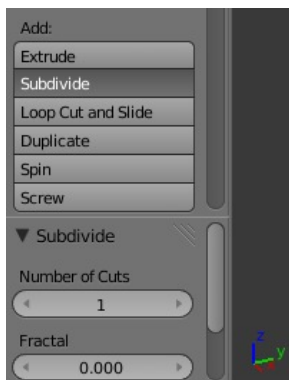 Add:
Extrude
Subdivide
Loop Cut and Slide
Duplicate
Spin
Screw
Subdivide
Number of Cuts
1
Fractal
0.000
z
y